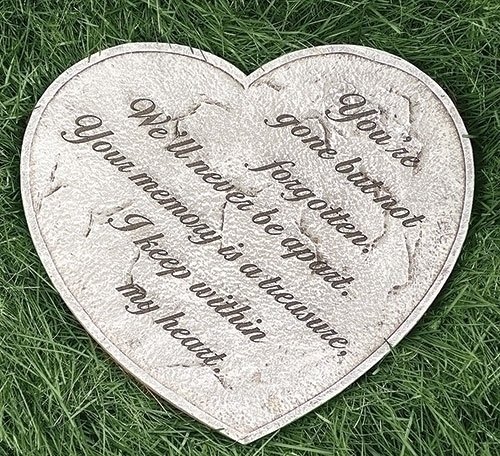 You're
gone but not
forgotten,
We'll never be apart.
Your memory is a treasure,
I keep within
my heart.